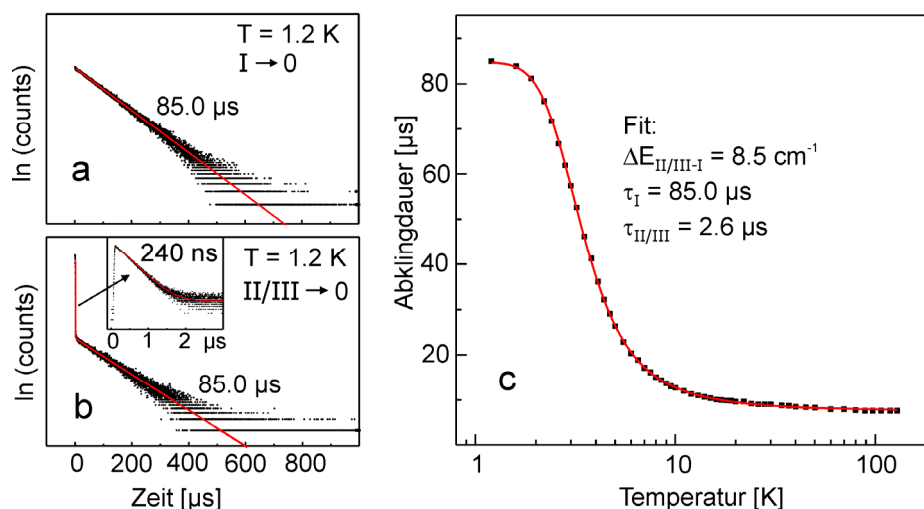 T = 1.2 K
I → 0
85.0 µs
a
ln (counts)
T = 1.2 K
II/III → 0
240 ns
0 1 2 µs
85.0 µs
b
ln (counts)
0 200 400 600 800
Zeit [µs]
80
60
40
20
Abklingdauer [µs]
Fit:
ΔE_II/III-I = 8.5 cm⁻¹
τ_I = 85.0 µs
τ_II/III = 2.6 µs
c
1 10 100
Temperatur [K]